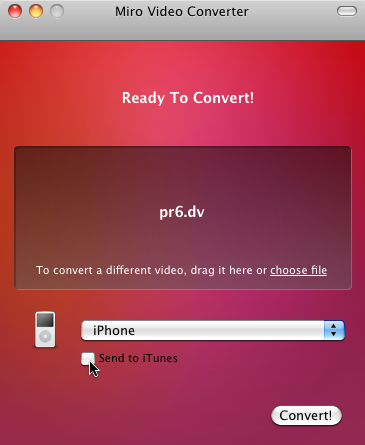 Miro Video Converter
Ready To Convert!
pr6.dv
To convert a different video, drag it here or choose file
iPhone
Send to iTunes
Convert!